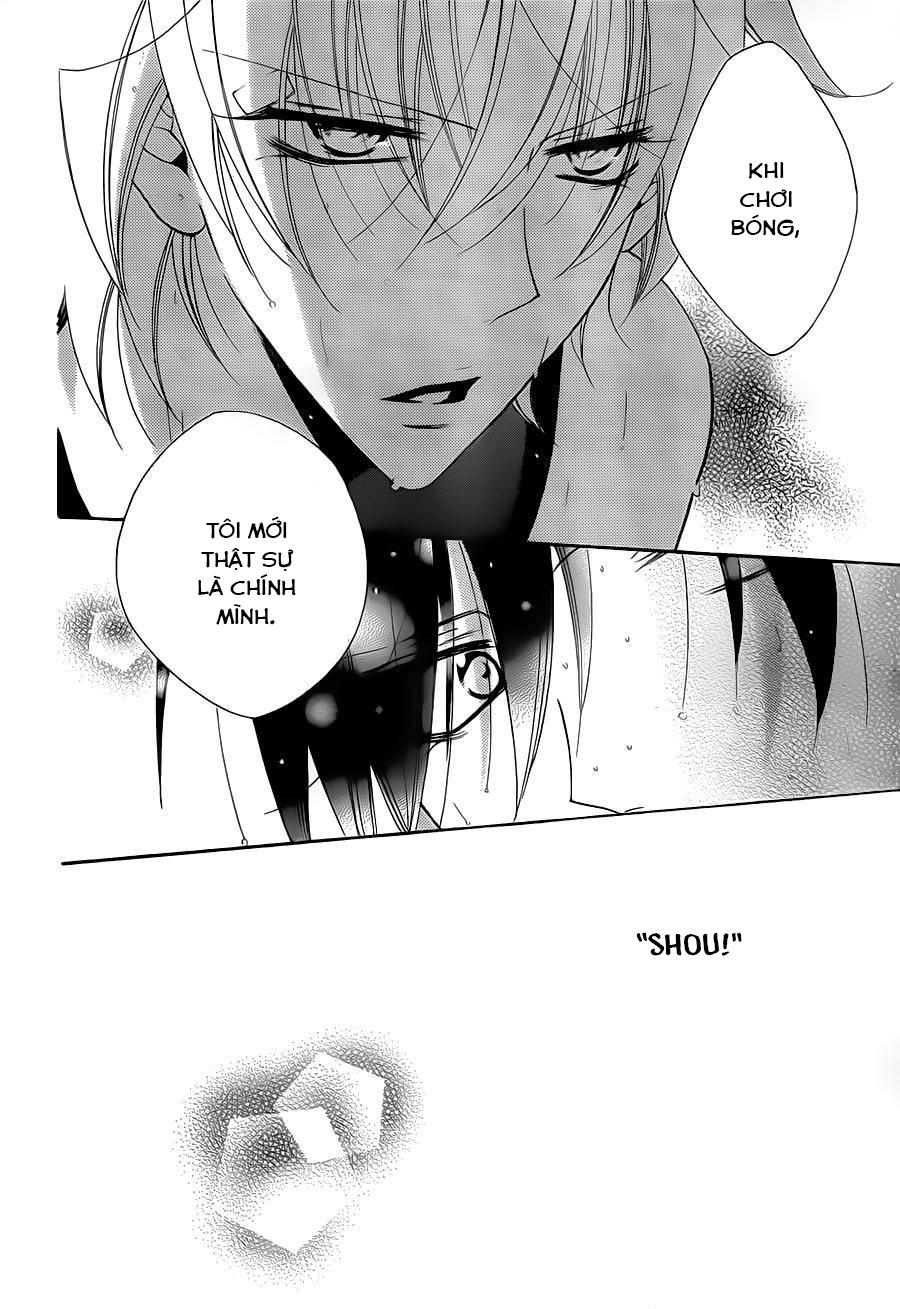 KHI
CHƠI
BÓNG,
TÔI MỚI
THẬT SỰ
LÀ CHÍNH
MÌNH.
"SHOU!"